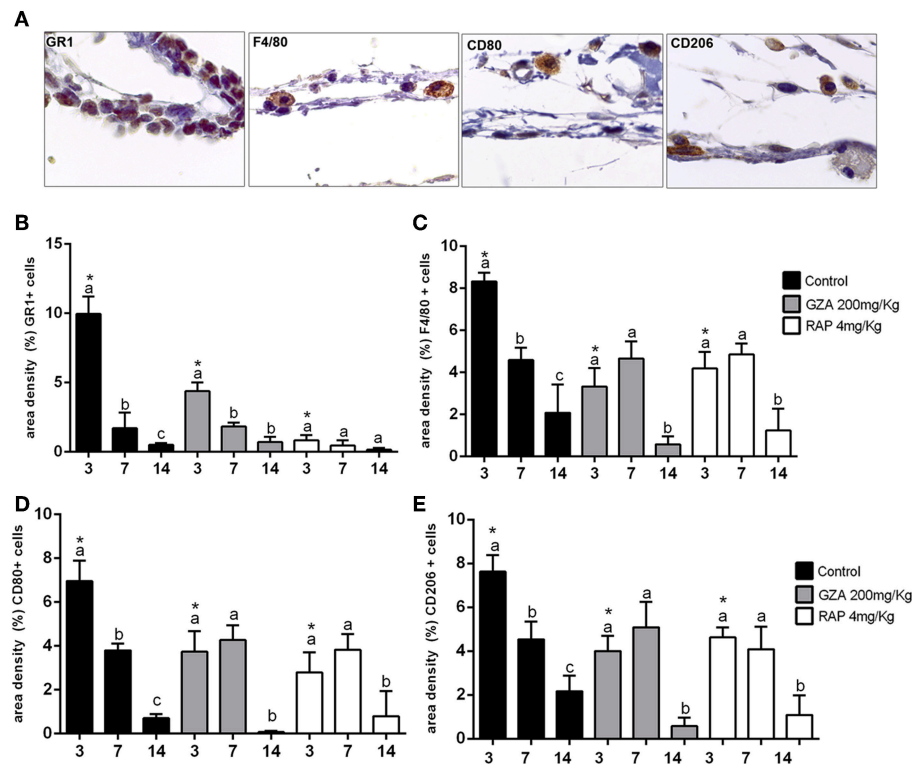 A
GR1
F4/80
CD80
CD206
B
area density (%) GR1+ cells
15
10
5
0
* a
b
c
* a
b
b
* a
a
a
3 7 14 3 7 14 3 7 14
C
area density (%) F4/80 + cells
10
8
6
4
2
0
* a
b
c
* a
a
b
* a
a
b
3 7 14 3 7 14 3 7 14
Control
GZA 200mg/Kg
RAP 4mg/Kg
D
area density (%) CD80+ cells
10
8
6
4
2
0
* a
b
c
* a
a
b
* a
a
b
3 7 14 3 7 14 3 7 14
E
area density (%) CD206 + cells
10
8
6
4
2
0
* a
b
c
* a
a
b
* a
a
b
3 7 14 3 7 14 3 7 14
Control
GZA 200mg/Kg
RAP 4mg/Kg